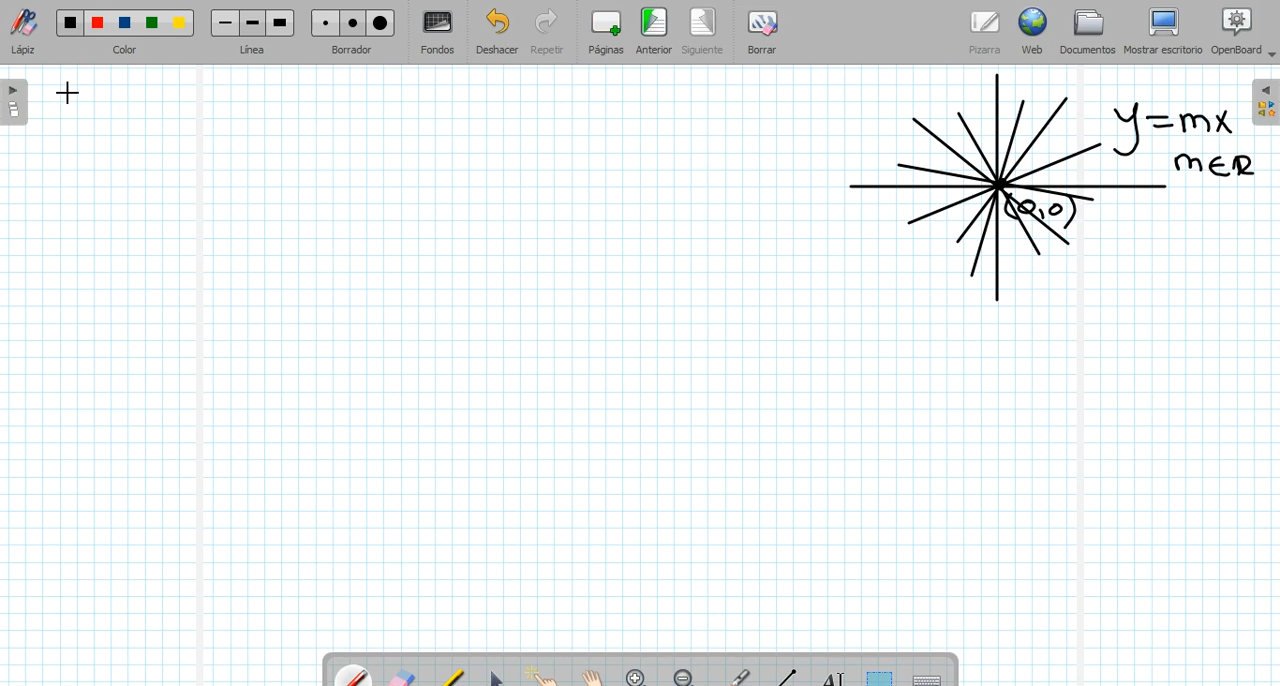 Lápiz Color Línea Borrador Fondos Deshacer Repetir Páginas Anterior Siguiente Borrar Pizarra Web Documentos Mostrar escritorio OpenBoard
y=mx
m∈ℝ
(0,0)